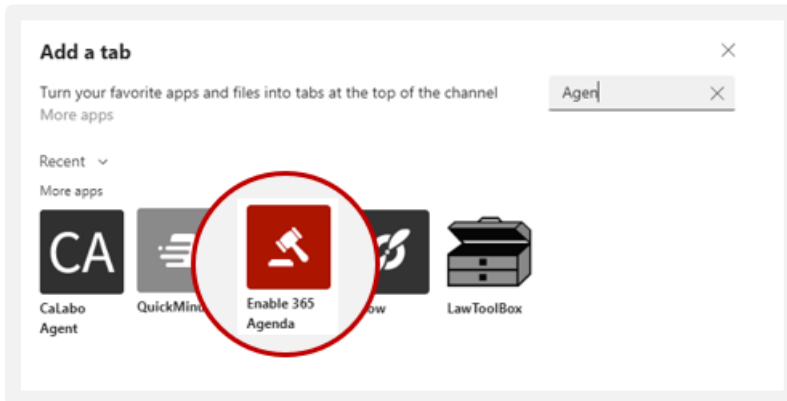 Add a tab
Turn your favorite apps and files into tabs at the top of the channel
Agen
More apps
Recent
More apps
CA
CaLabo
Agent
Enable 365
Agenda
LawToolBox